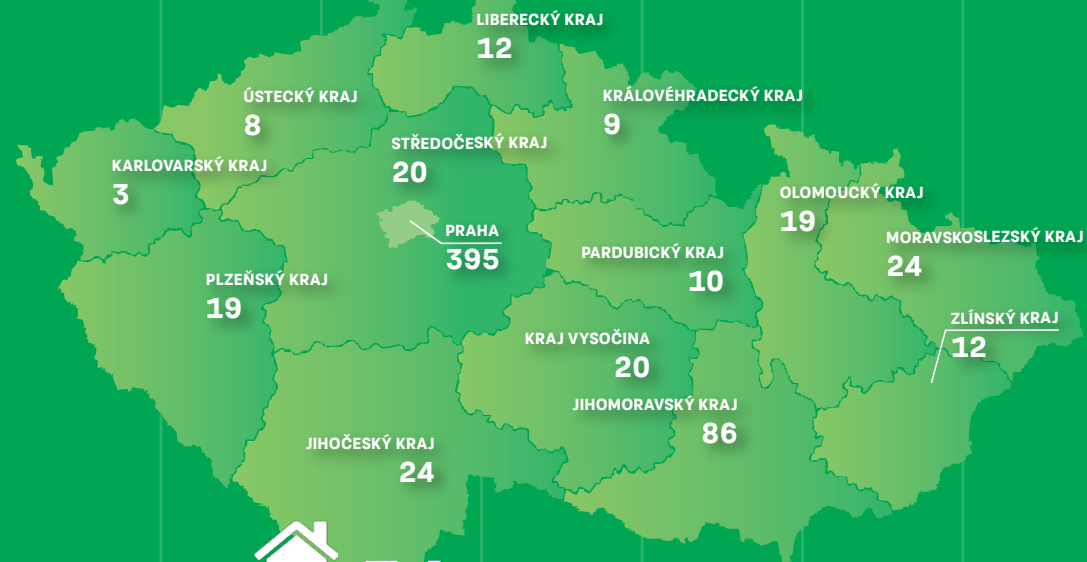 LIBERECKÝ KRAJ
12
ÚSTECKÝ KRAJ
8
KRÁLOVÉHRADECKÝ KRAJ
9
STŘEDOČESKÝ KRAJ
20
KARLOVARSKÝ KRAJ
3
OLOMOUCKÝ KRAJ
19
PRAHA
395
MORAVSKOSLEZSKÝ KRAJ
24
PARDUBICKÝ KRAJ
10
PLZEŇSKÝ KRAJ
19
ZLÍNSKÝ KRAJ
12
KRAJ VYSOČINA
20
JIHOMORAVSKÝ KRAJ
86
JIHOČESKÝ KRAJ
24